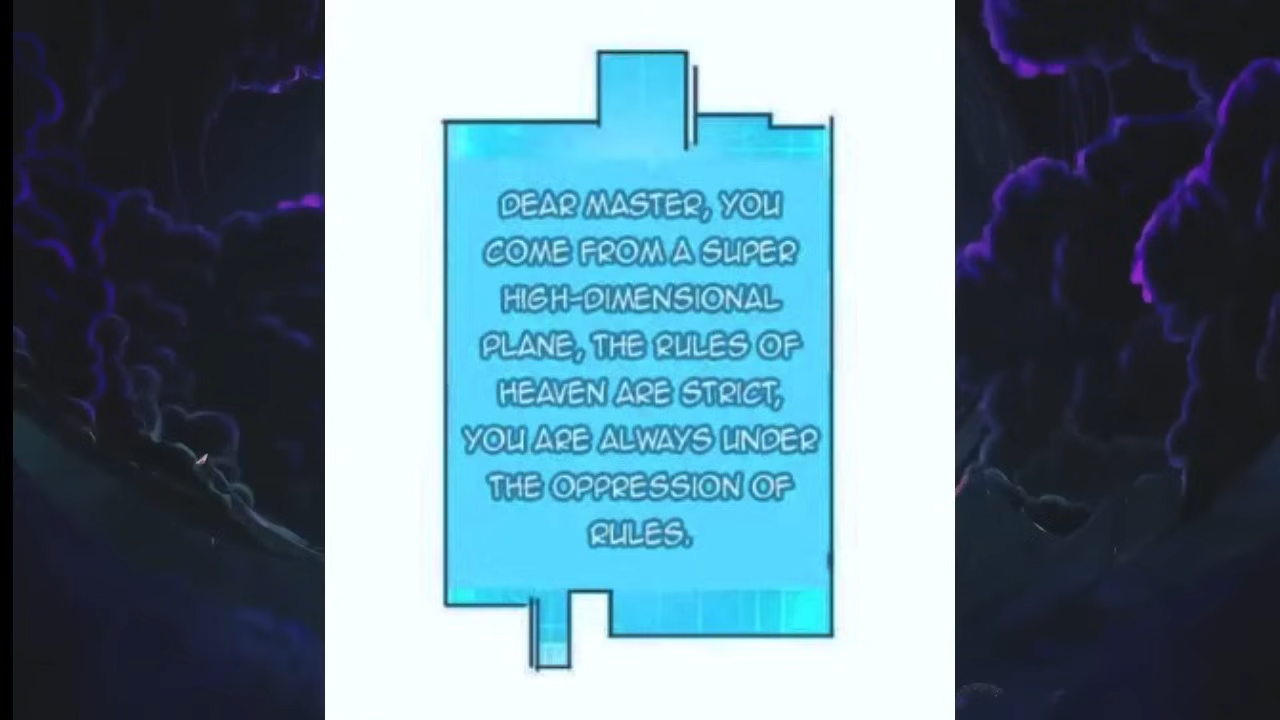 DEAR MASTER, YOU
COME FROM A SUPER
HIGH-DIMENSIONAL
PLANE, THE RULES OF
HEAVEN ARE STRICT,
YOU ARE ALWAYS UNDER
THE OPPRESSION OF
RULES.